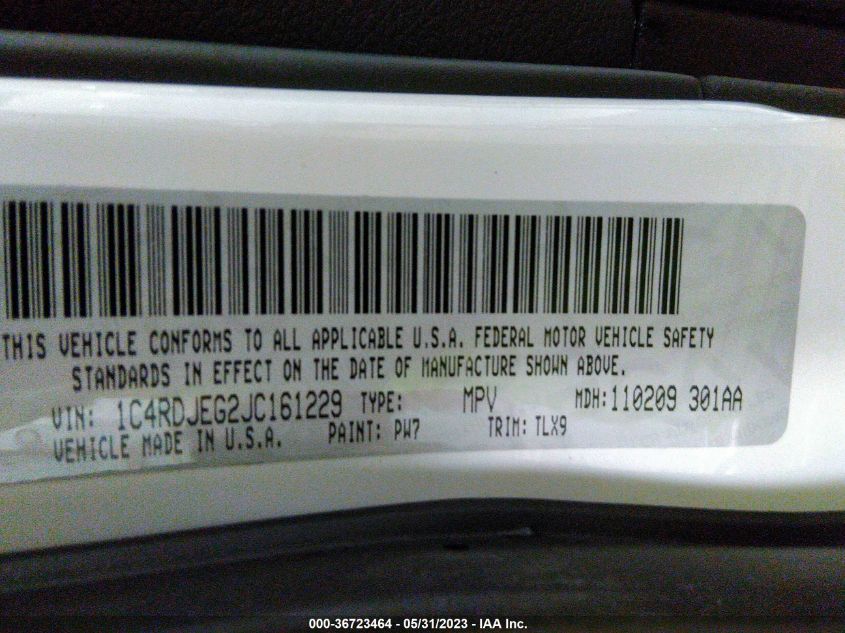 THIS VEHICLE CONFORMS TO ALL APPLICABLE U.S.A. FEDERAL MOTOR VEHICLE SAFETY
STANDARDS IN EFFECT ON THE DATE OF MANUFACTURE SHOWN ABOVE.
VIN: 1C4RDJEG2JC161229 TYPE: MPV MDH: 110209 301AA
VEHICLE MADE IN U.S.A. PAINT: PW7 TRIM: TLX9
000-36723464 - 05/31/2023 - IAA Inc.